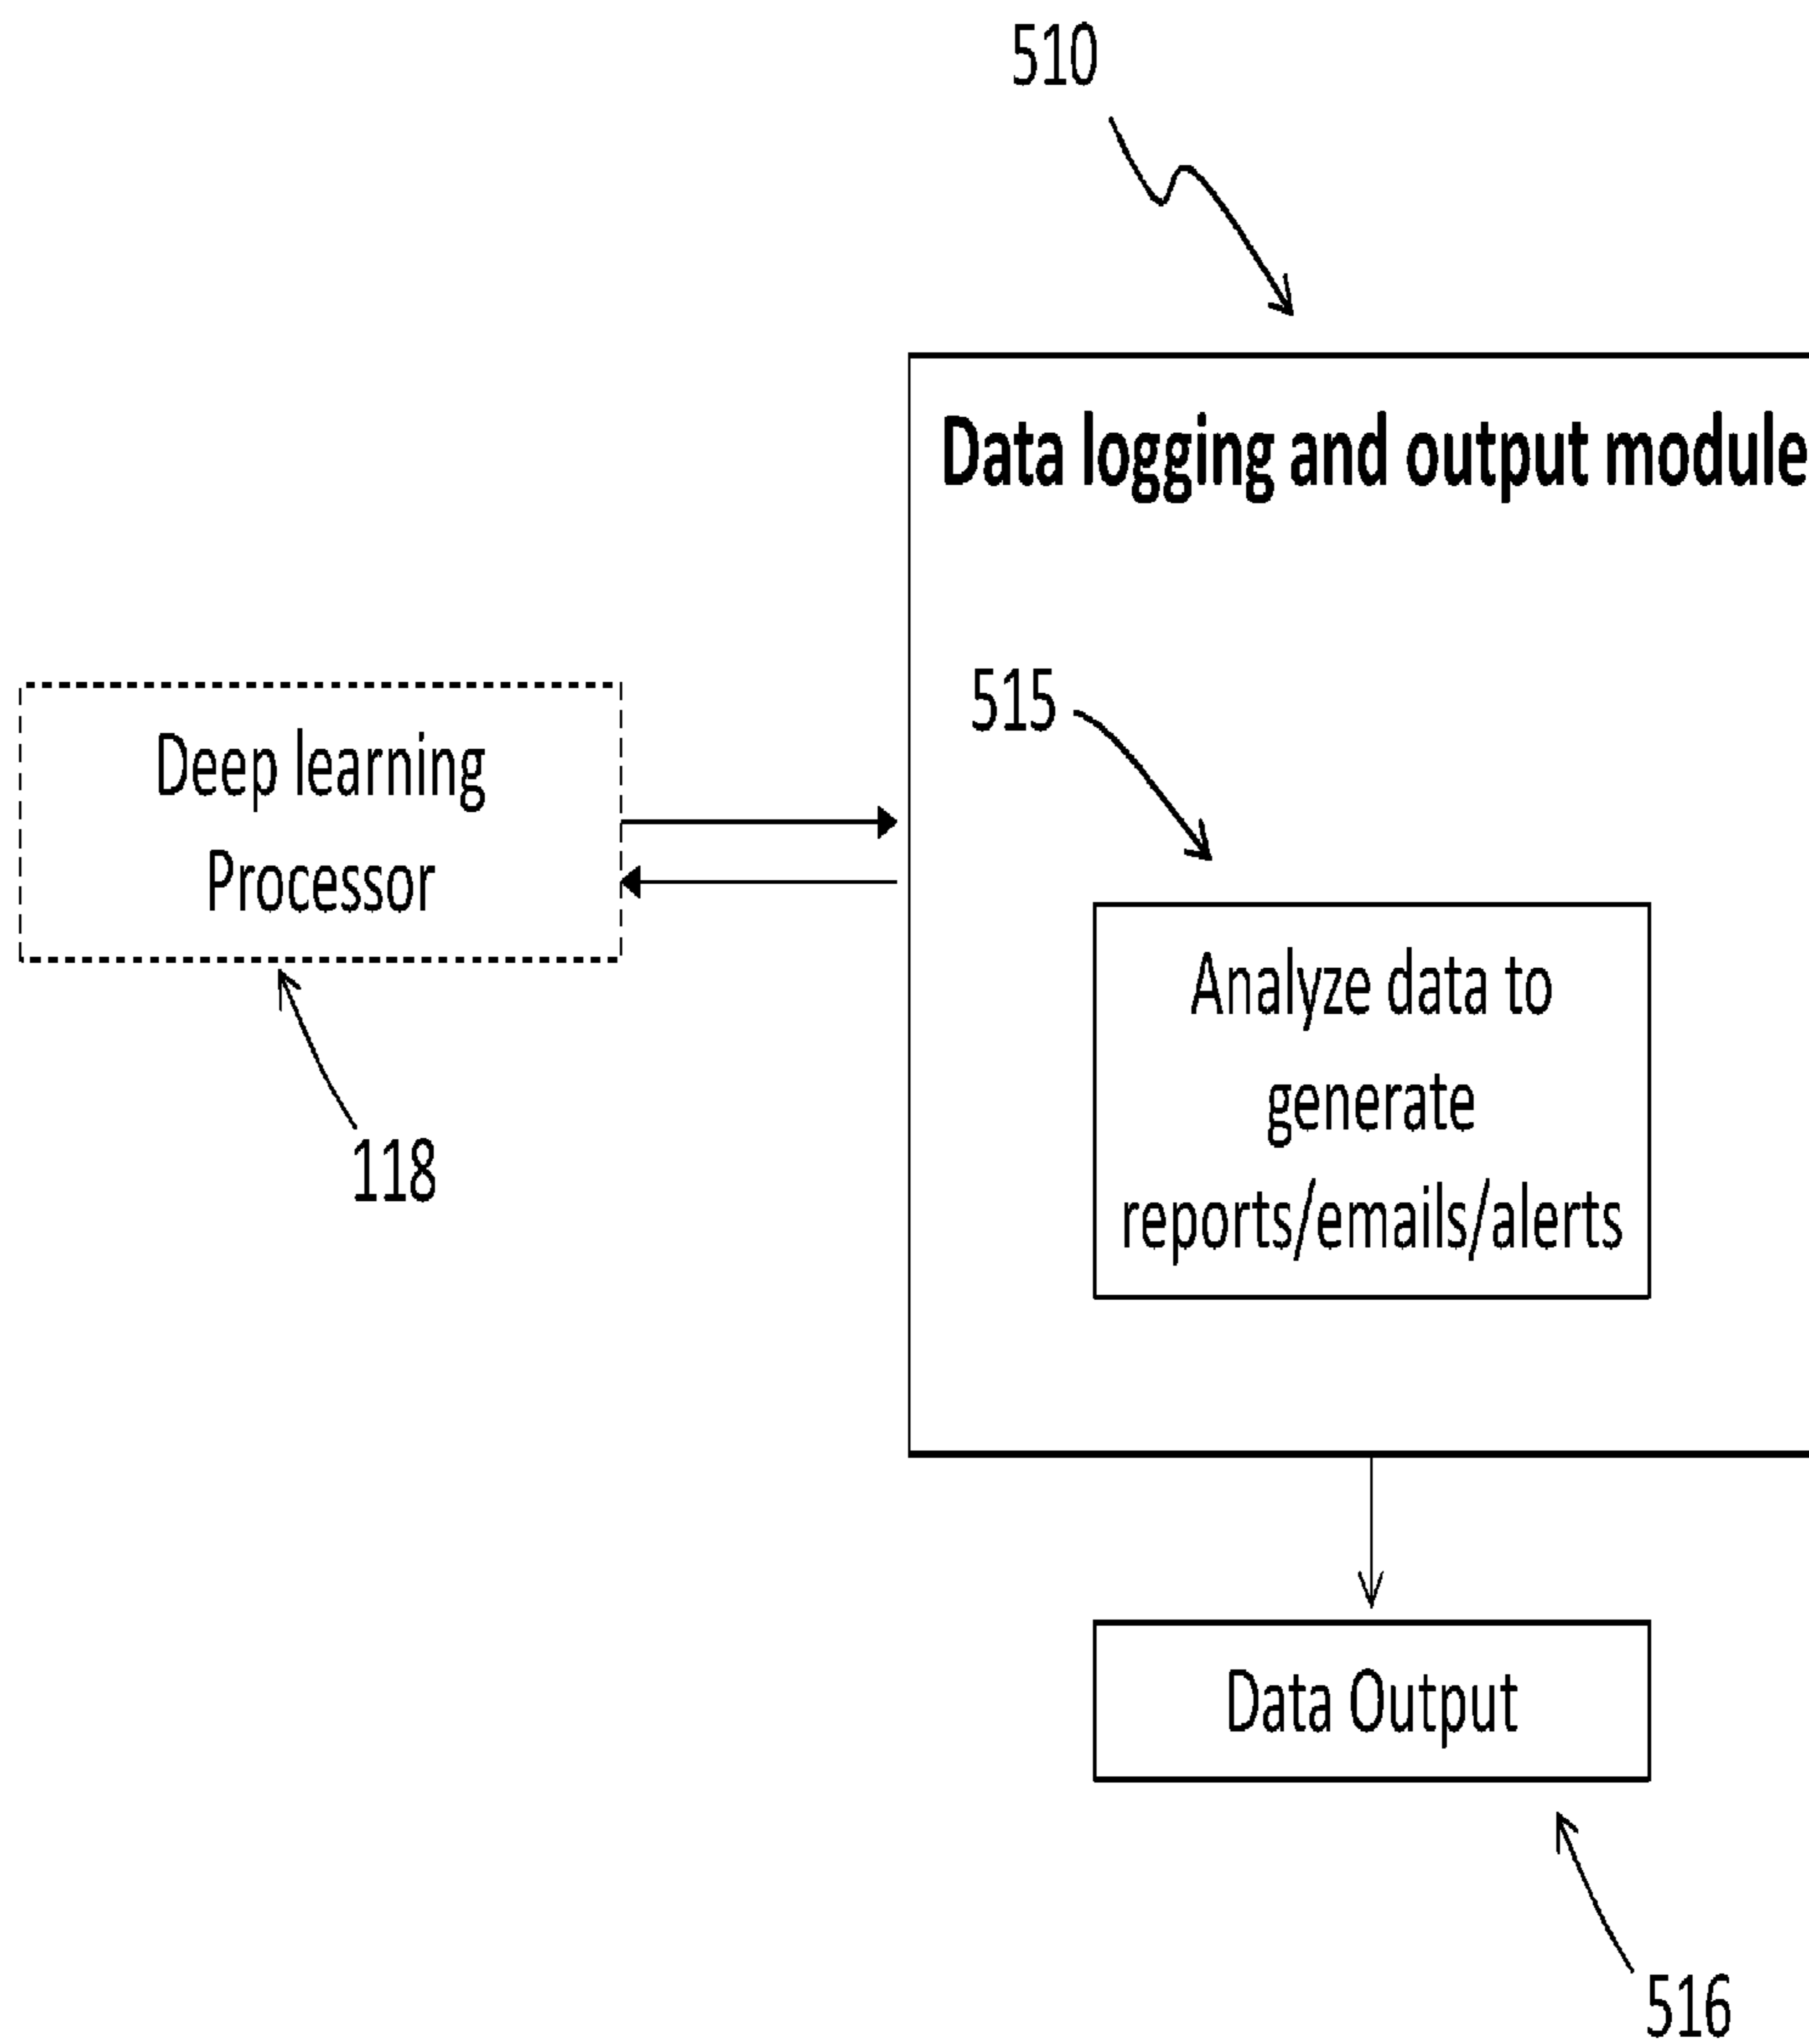 510
Data logging and output module
515
Deep learning
Processor
118
Analyze data to
generate
reports/emails/alerts
Data Output
516